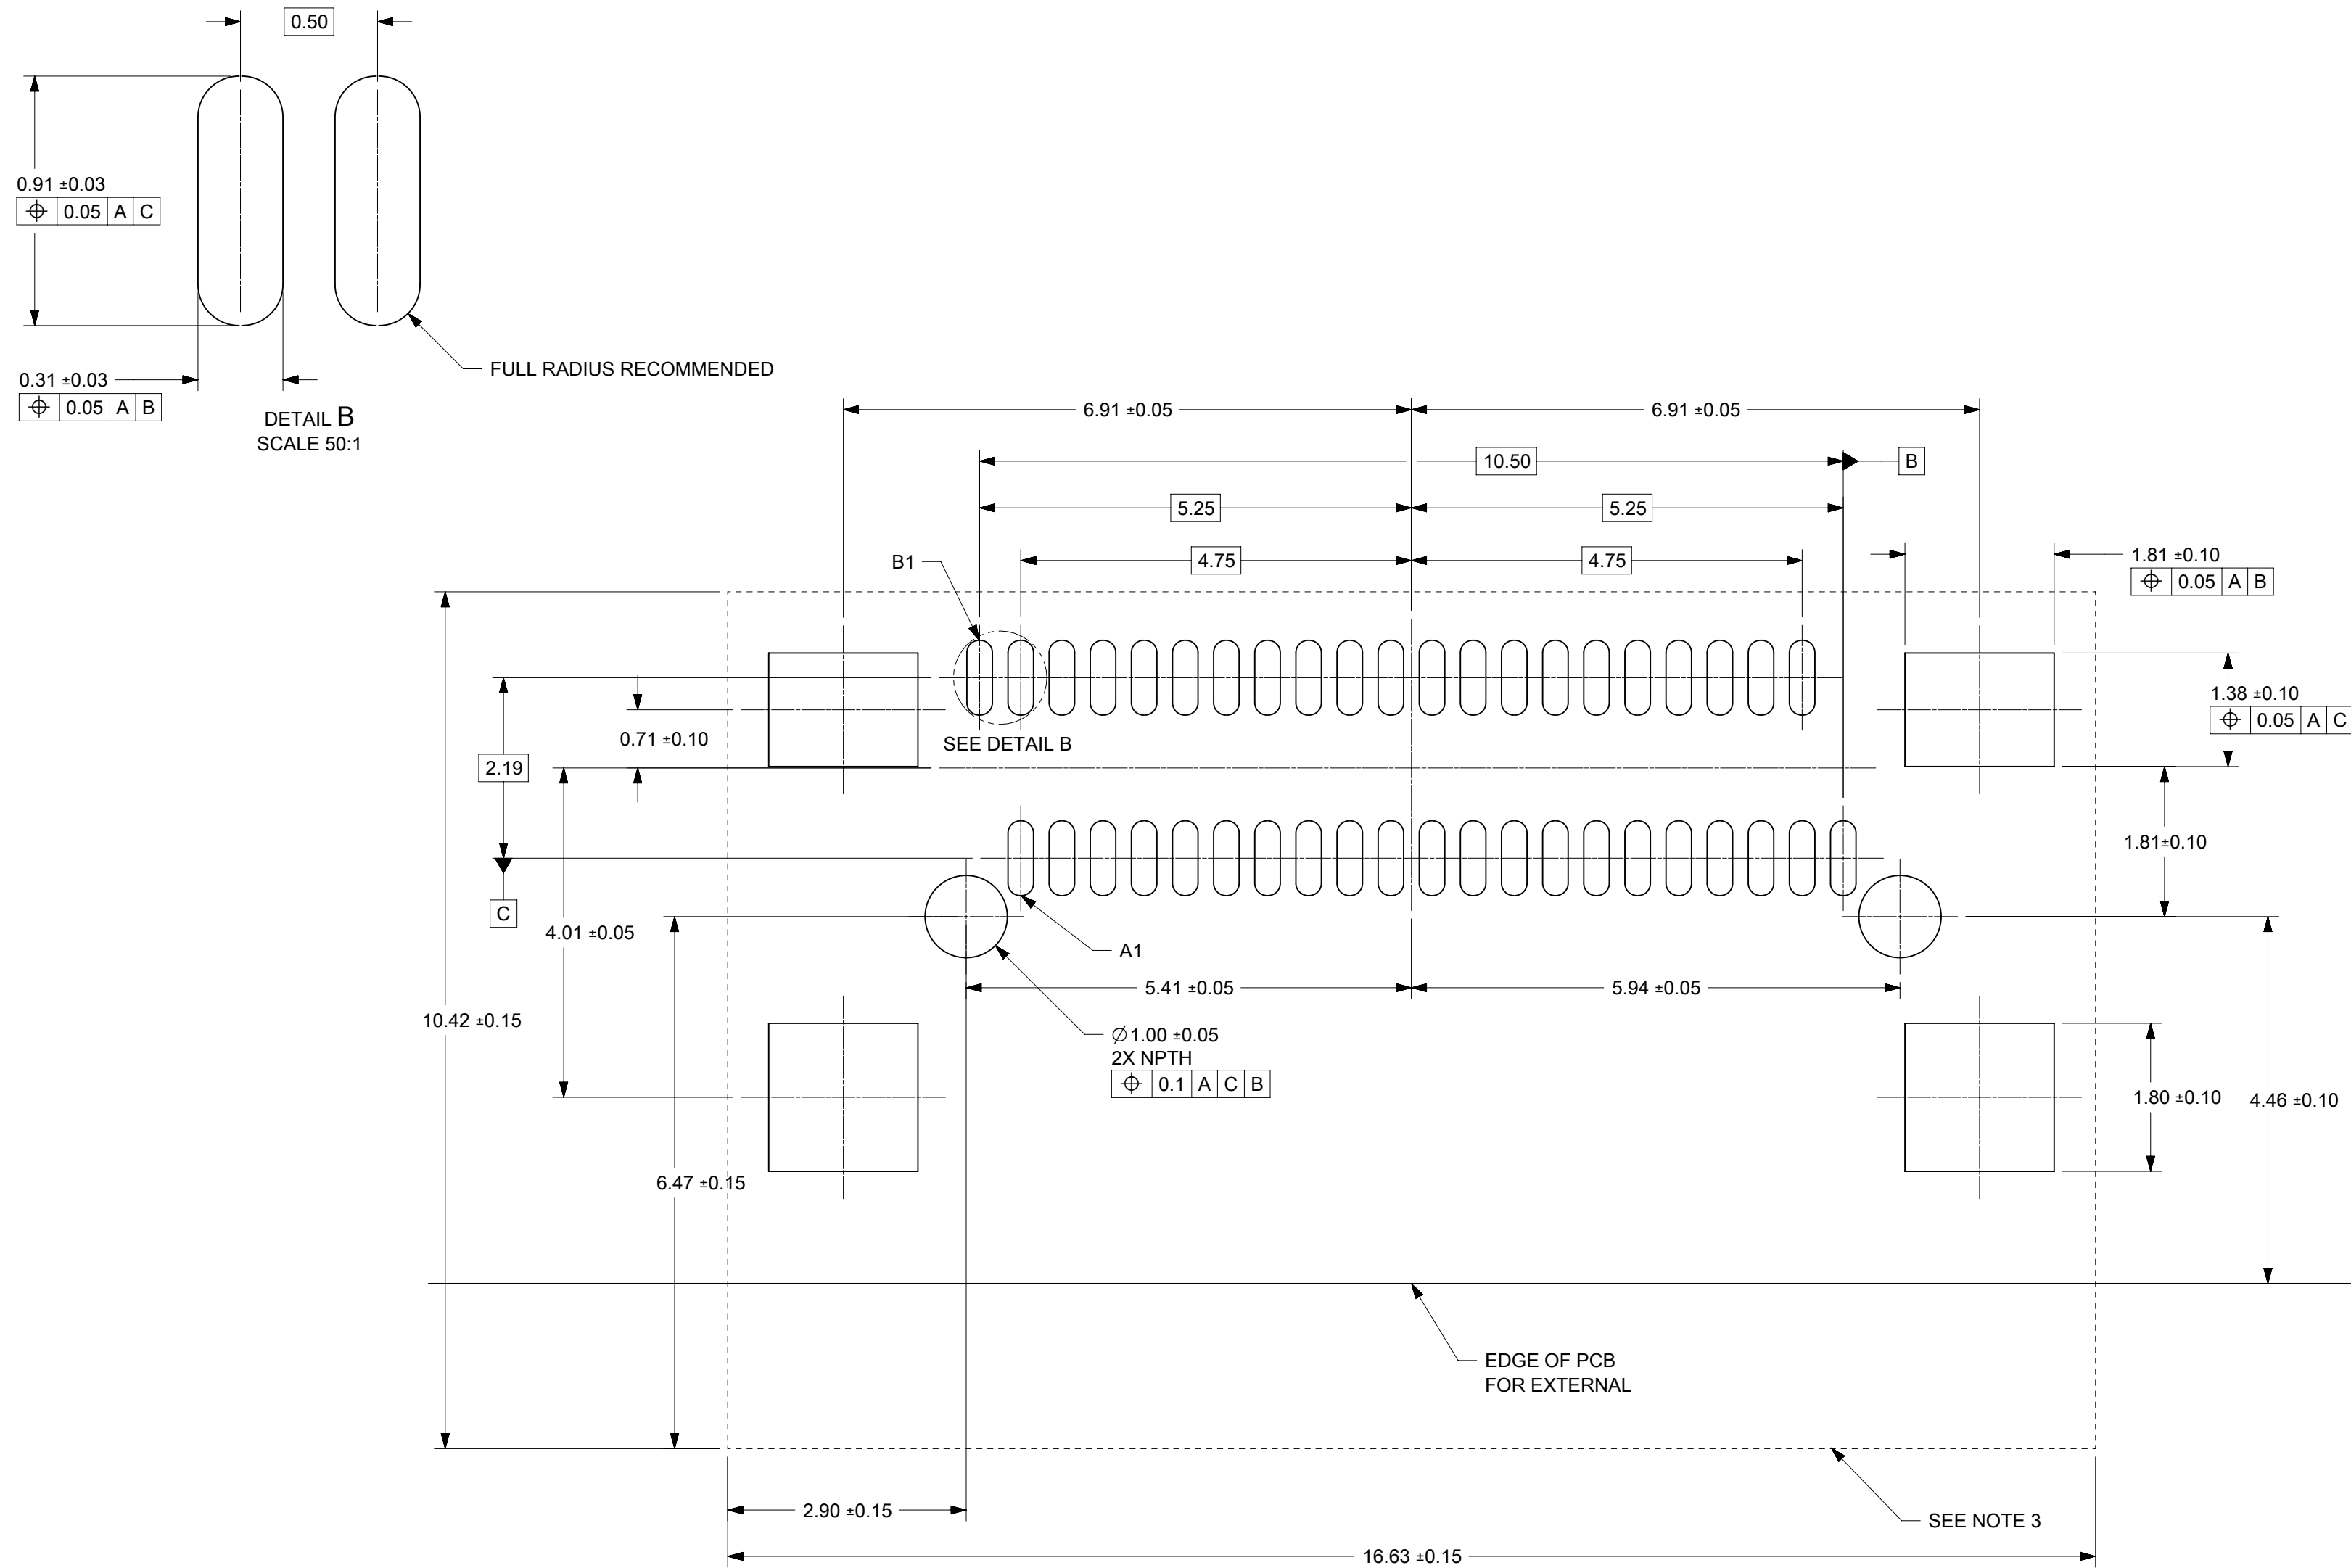 0.50
0.91 ±0.03
⌖ 0.05 A C
FULL RADIUS RECOMMENDED
0.31 ±0.03
⌖ 0.05 A B
DETAIL B
SCALE 50:1
6.91 ±0.05
6.91 ±0.05
10.50
B
5.25
5.25
B1
4.75
4.75
1.81 ±0.10
⌖ 0.05 A B
1.38 ±0.10
⌖ 0.05 A C
0.71 ±0.10
SEE DETAIL B
2.19
1.81±0.10
C
4.01 ±0.05
A1
5.41 ±0.05
5.94 ±0.05
10.42 ±0.15
∅1.00 ±0.05
2X NPTH
⌖ 0.1 A C B
1.80 ±0.10
4.46 ±0.10
6.47 ±0.15
EDGE OF PCB
FOR EXTERNAL
2.90 ±0.15
SEE NOTE 3
16.63 ±0.15